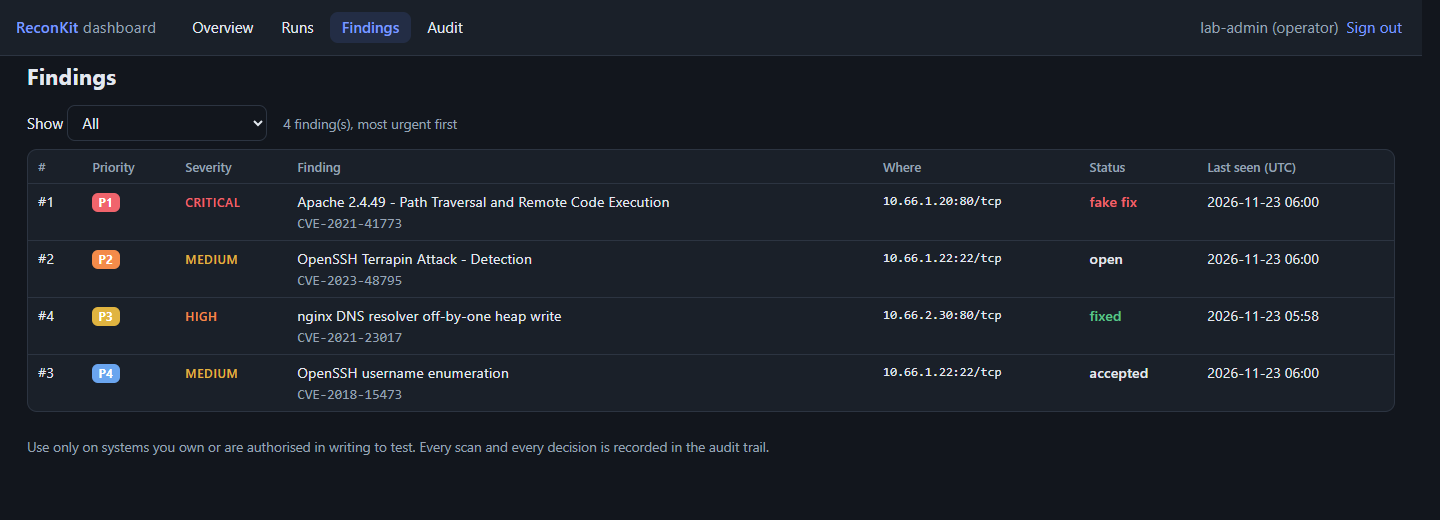 ReconKit dashboard Overview Runs Findings Audit lab-admin (operator) Sign out
Findings
Show All 4 finding(s), most urgent first
# Priority Severity Finding Where Status Last seen (UTC)
#1 P1 CRITICAL Apache 2.4.49 - Path Traversal and Remote Code Execution 10.66.1.20:80/tcp fake fix 2026-11-23 06:00
CVE-2021-41773
#2 P2 MEDIUM OpenSSH Terrapin Attack - Detection 10.66.1.22:22/tcp open 2026-11-23 06:00
CVE-2023-48795
#4 P3 HIGH nginx DNS resolver off-by-one heap write 10.66.2.30:80/tcp fixed 2026-11-23 05:58
CVE-2021-23017
#3 P4 MEDIUM OpenSSH username enumeration 10.66.1.22:22/tcp accepted 2026-11-23 06:00
CVE-2018-15473
Use only on systems you own or are authorised in writing to test. Every scan and every decision is recorded in the audit trail.